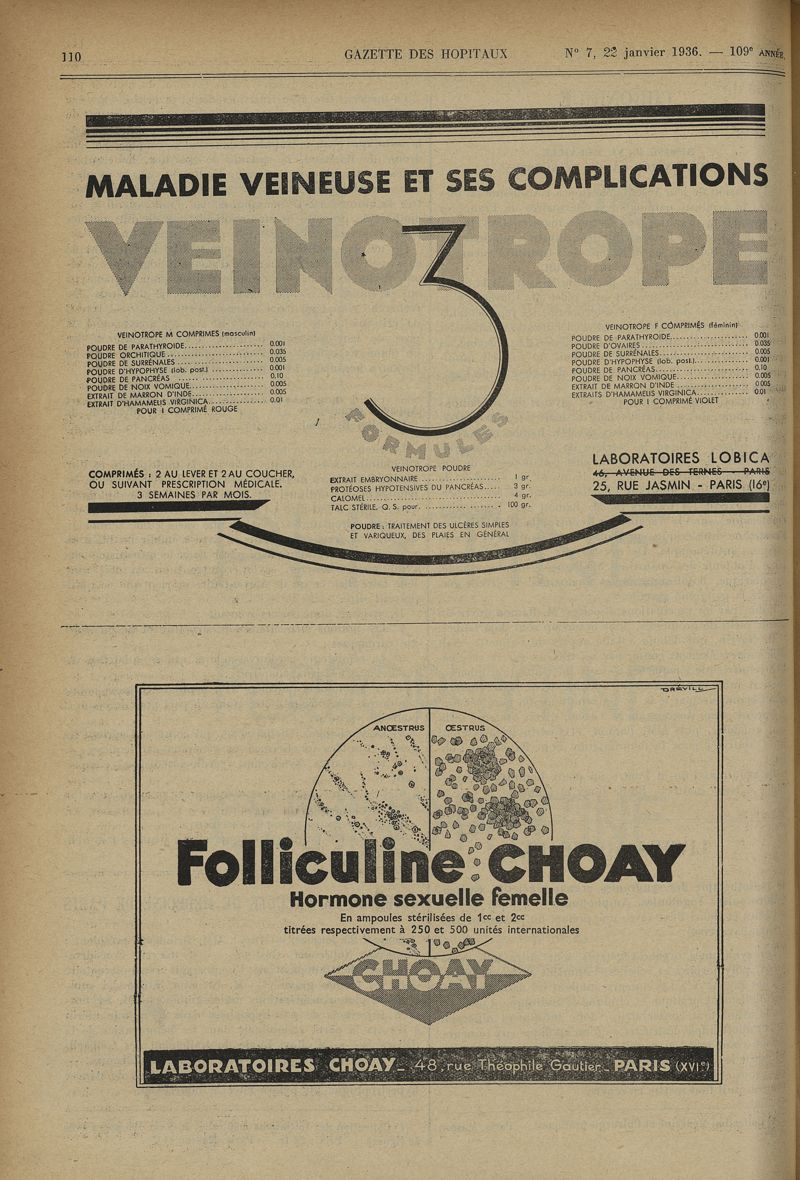 110 GAZETTE DES HOPITAUX N° 7, 22 janvier 1936. — 109e ANNÉE.
MALADIE VEINEUSE ET SES COMPLICATIONS
VEINOTROPE
3
FORMULES
VEINOTROPE M COMPRIMES (masculin)
POUDRE DE PARATHYROIDE 0.001
POUDRE ORCHITIQUE 0.035
POUDRE DE SURRÉNALES 0.005
POUDRE D'HYPOPHYSE (lob. post.) 0.001
POUDRE DE PANCRÉAS 0.10
POUDRE DE NOIX VOMIQUE 0.005
EXTRAIT DE MARRON D'INDE 0.005
EXTRAIT D'HAMAMELIS VIRGINICA 0.01
POUR 1 COMPRIMÉ ROUGE
VEINOTROPE F COMPRIMÉS (féminin)
POUDRE DE PARATHYROIDE 0.001
POUDRE D'OVAIRES 0.035
POUDRE DE SURRÉNALES 0.005
POUDRE D'HYPOPHYSE (lob. post.) 0.001
POUDRE DE PANCRÉAS 0.10
POUDRE DE NOIX VOMIQUE 0.005
EXTRAIT DE MARRON D'INDE 0.005
EXTRAITS D'HAMAMELIS VIRGINICA 0.01
POUR 1 COMPRIMÉ VIOLET
COMPRIMÉS : 2 AU LEVER ET 2 AU COUCHER,
OU SUIVANT PRESCRIPTION MÉDICALE.
3 SEMAINES PAR MOIS.
VEINOTROPE POUDRE
EXTRAIT EMBRYONNAIRE 1 gr.
PROTÉOSES HYPOTENSIVES DU PANCRÉAS 3 gr.
CALOMEL 4 gr.
TALC STÉRILE, Q. S. pour. 100 gr.
POUDRE : TRAITEMENT DES ULCÈRES SIMPLES
ET VARIQUEUX, DES PLAIES EN GÉNÉRAL
LABORATOIRES LOBICA
46, AVENUE DES TERNES - PARIS
25, RUE JASMIN - PARIS (16e)
DRÉVILL
ANŒSTRUS ŒSTRUS
Folliculine CHOAY
Hormone sexuelle femelle
En ampoules stérilisées de 1cc et 2cc
titrées respectivement à 250 et 500 unités internationales
CHOAY
LABORATOIRES CHOAY_ 48, rue Théophile Gautier_ PARIS (XVIe)